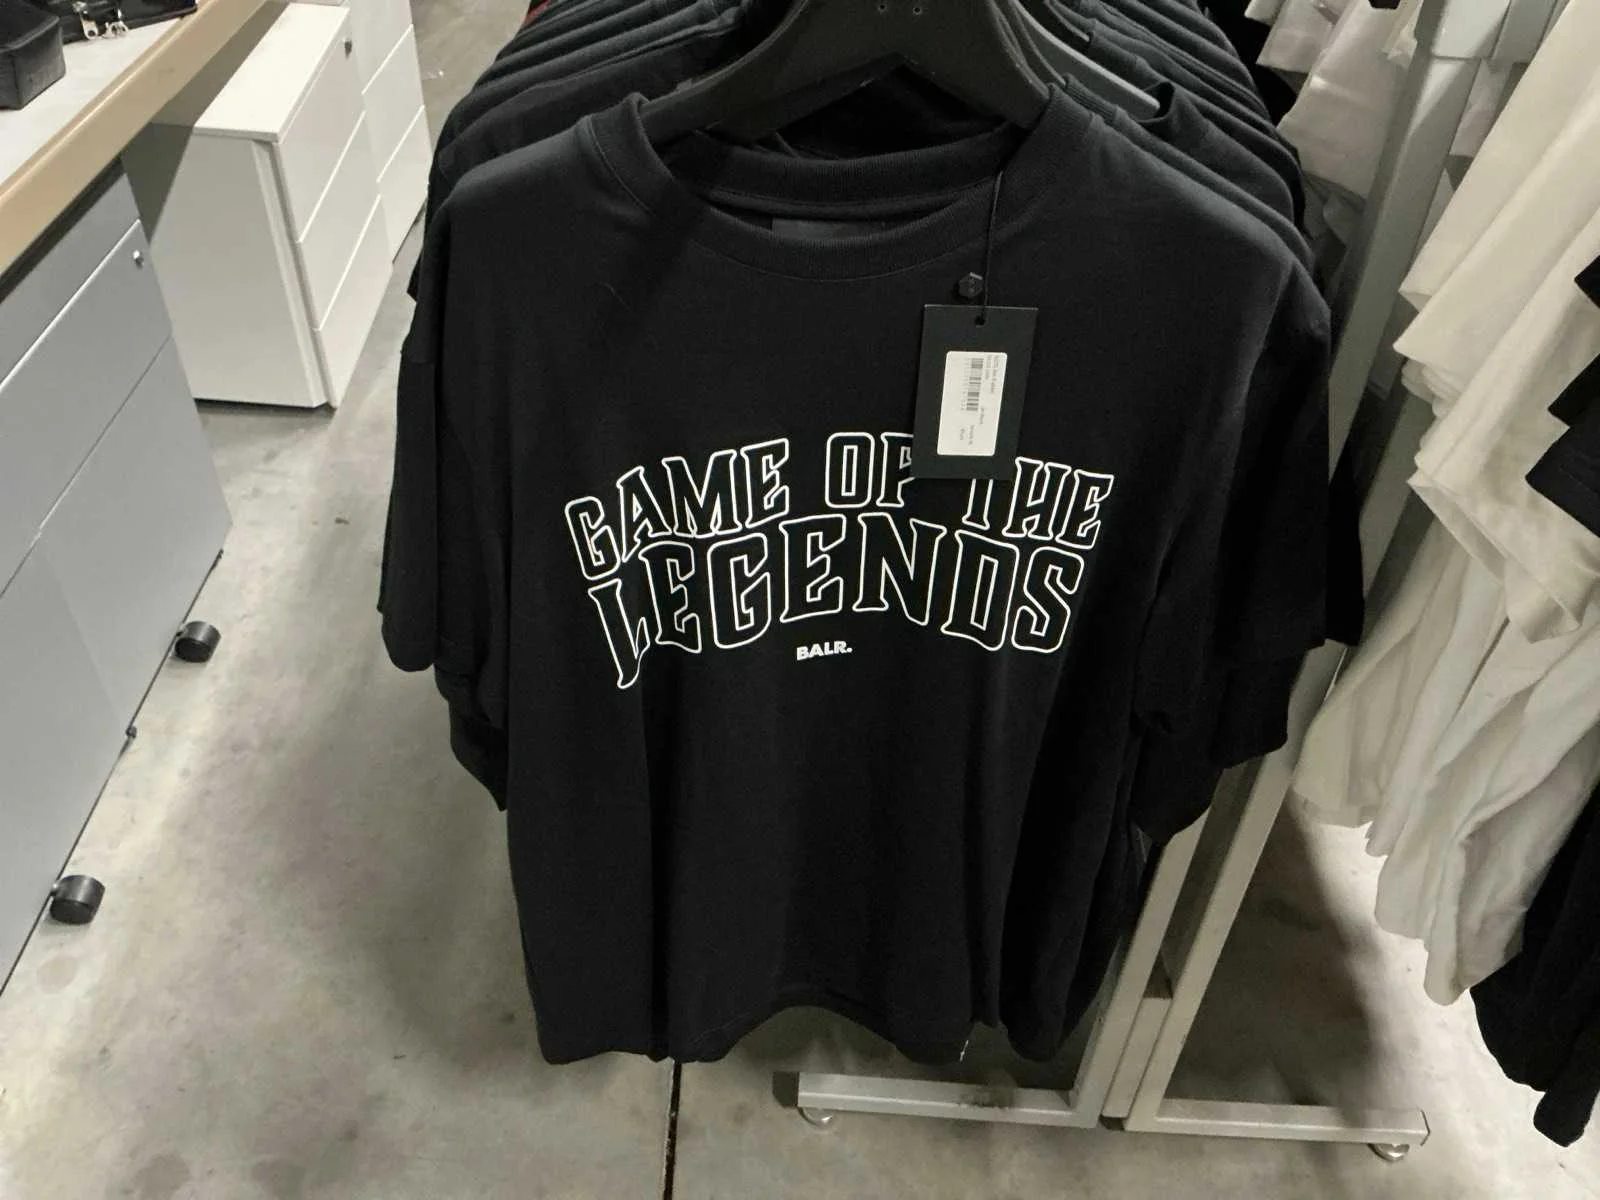 GAME OF THE
LEGENDS
BALR.